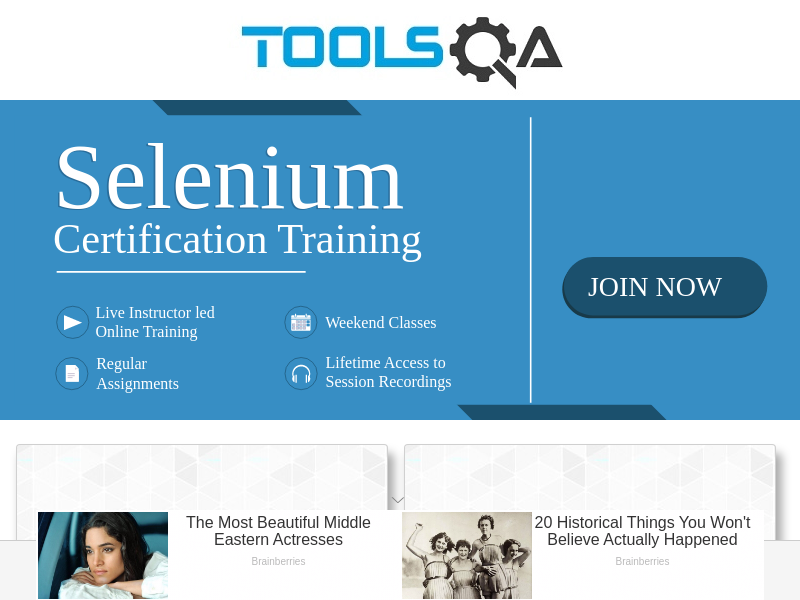 TOOLSQA
Selenium
Certification Training
JOIN NOW
Live Instructor led
Online Training
Weekend Classes
Regular
Assignments
Lifetime Access to
Session Recordings
The Most Beautiful Middle
Eastern Actresses
Brainberries
20 Historical Things You Won't
Believe Actually Happened
Brainberries